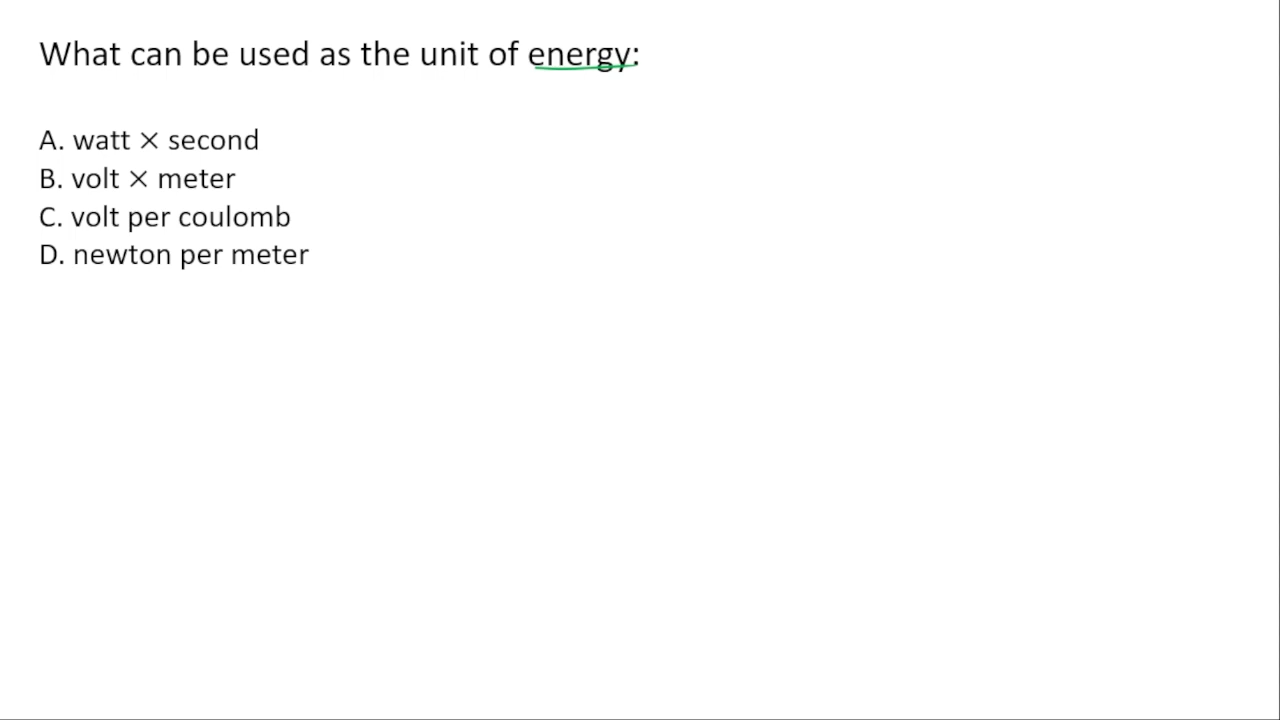 What can be used as the unit of energy:
A. watt × second
B. volt × meter
C. volt per coulomb
D. newton per meter